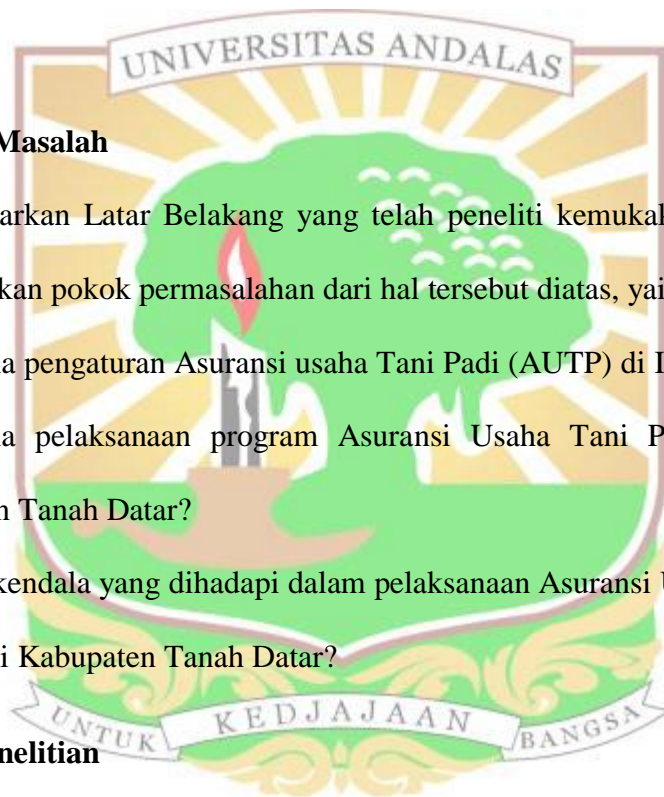 UNIVERSITAS ANDALAS
Masalah
arkan Latar Belakang yang telah peneliti kemukak
kan pokok permasalahan dari hal tersebut diatas, yai
a pengaturan Asuransi usaha Tani Padi (AUTP) di I
a pelaksanaan program Asuransi Usaha Tani P
n Tanah Datar?
kendala yang dihadapi dalam pelaksanaan Asuransi U
i Kabupaten Tanah Datar?
UNTUK KEDJAJAAN BANGSA
nelitian